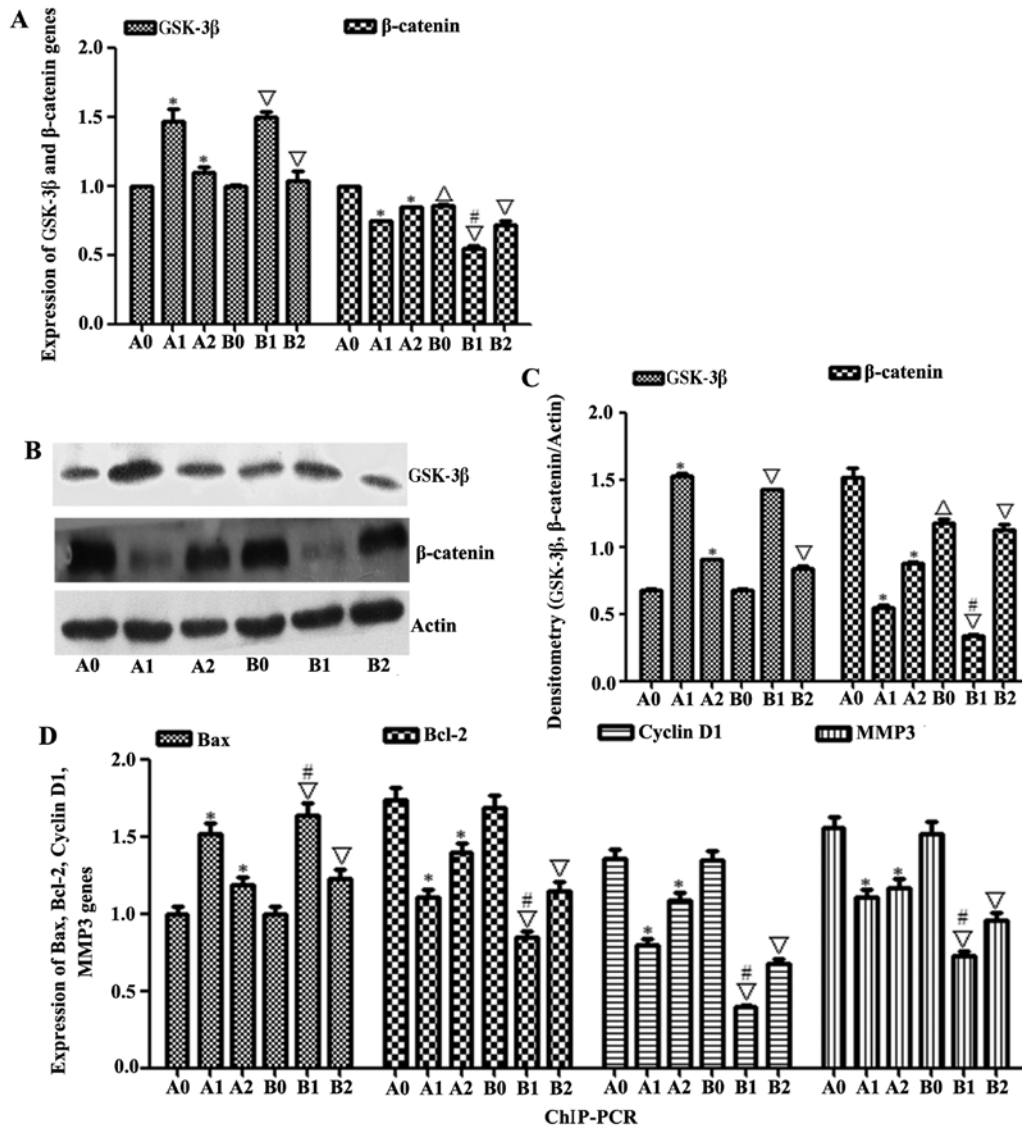 A
GSK-3β β-catenin
Expression of GSK-3β and β-catenin genes
2.0
1.5
1.0
0.5
0.0
* * * * △ # ▽ ▽ ▽ ▽
A0 A1 A2 B0 B1 B2 A0 A1 A2 B0 B1 B2
B
GSK-3β
β-catenin
Actin
A0 A1 A2 B0 B1 B2
C
GSK-3β β-catenin
Densitometry (GSK-3β, β-catenin/Actin)
2.0
1.5
1.0
0.5
0.0
* * ▽ ▽ * * △ # ▽ ▽
A0 A1 A2 B0 B1 B2 A0 A1 A2 B0 B1 B2
D
Bax Bcl-2 Cyclin D1 MMP3
Expression of Bax, Bcl-2, Cyclin D1,
MMP3 genes
2.0
1.5
1.0
0.5
0.0
* * # ▽ ▽ * * # ▽ ▽ * * # ▽ ▽ * * # ▽ ▽
A0 A1 A2 B0 B1 B2 A0 A1 A2 B0 B1 B2 A0 A1 A2 B0 B1 B2 A0 A1 A2 B0 B1 B2
ChIP-PCR